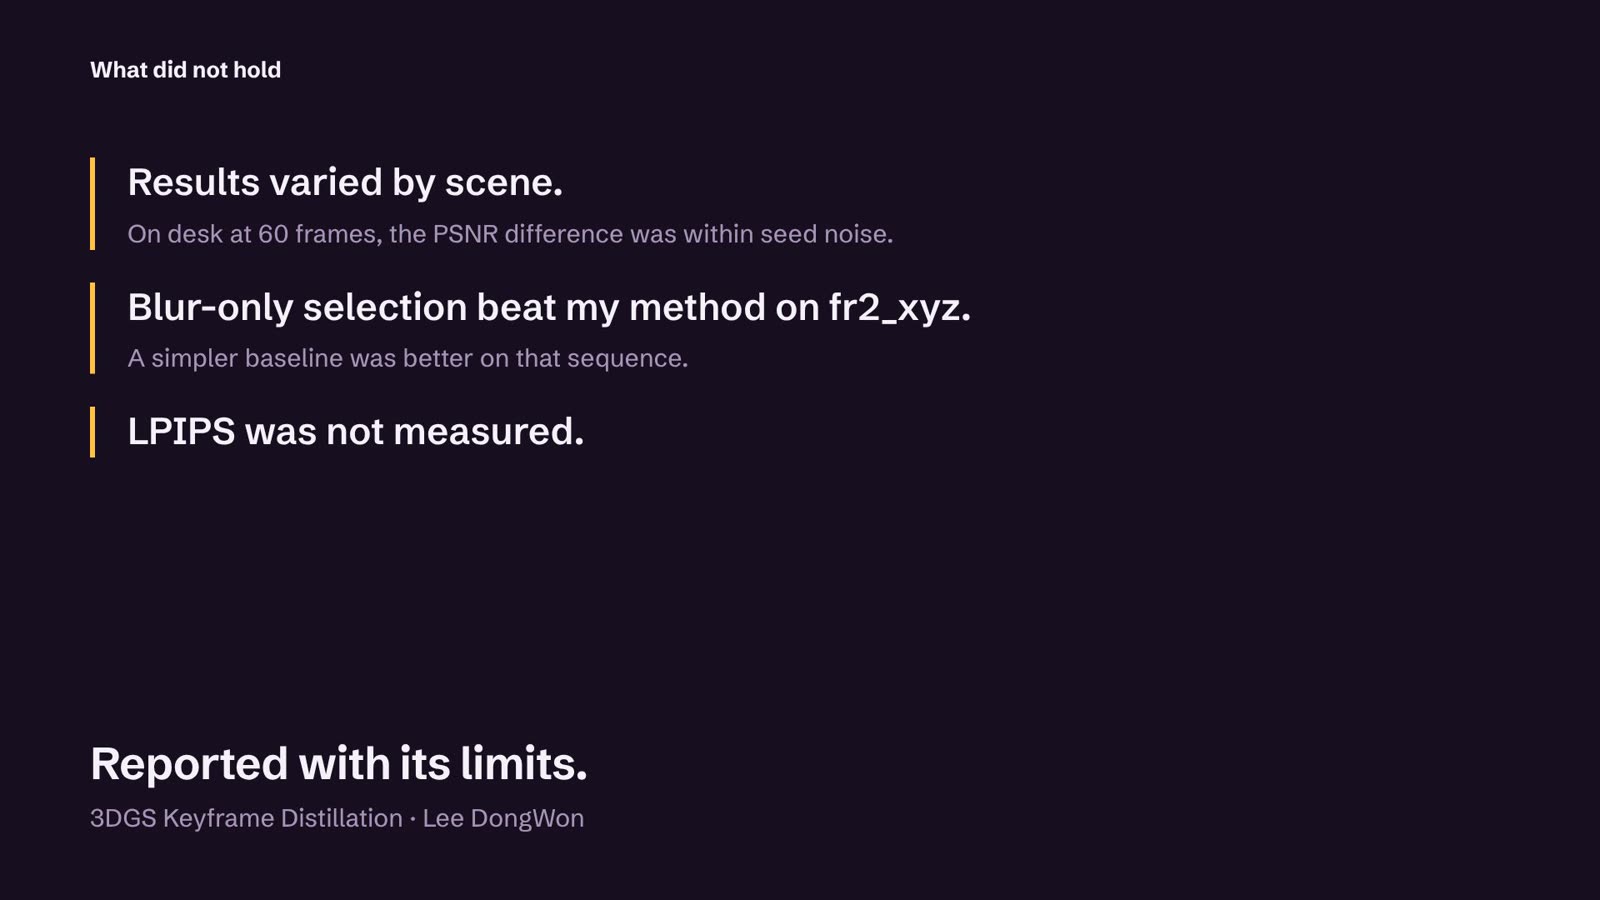 What did not hold
Results varied by scene.
On desk at 60 frames, the PSNR difference was within seed noise.
Blur-only selection beat my method on fr2_xyz.
A simpler baseline was better on that sequence.
LPIPS was not measured.
Reported with its limits.
3DGS Keyframe Distillation · Lee DongWon